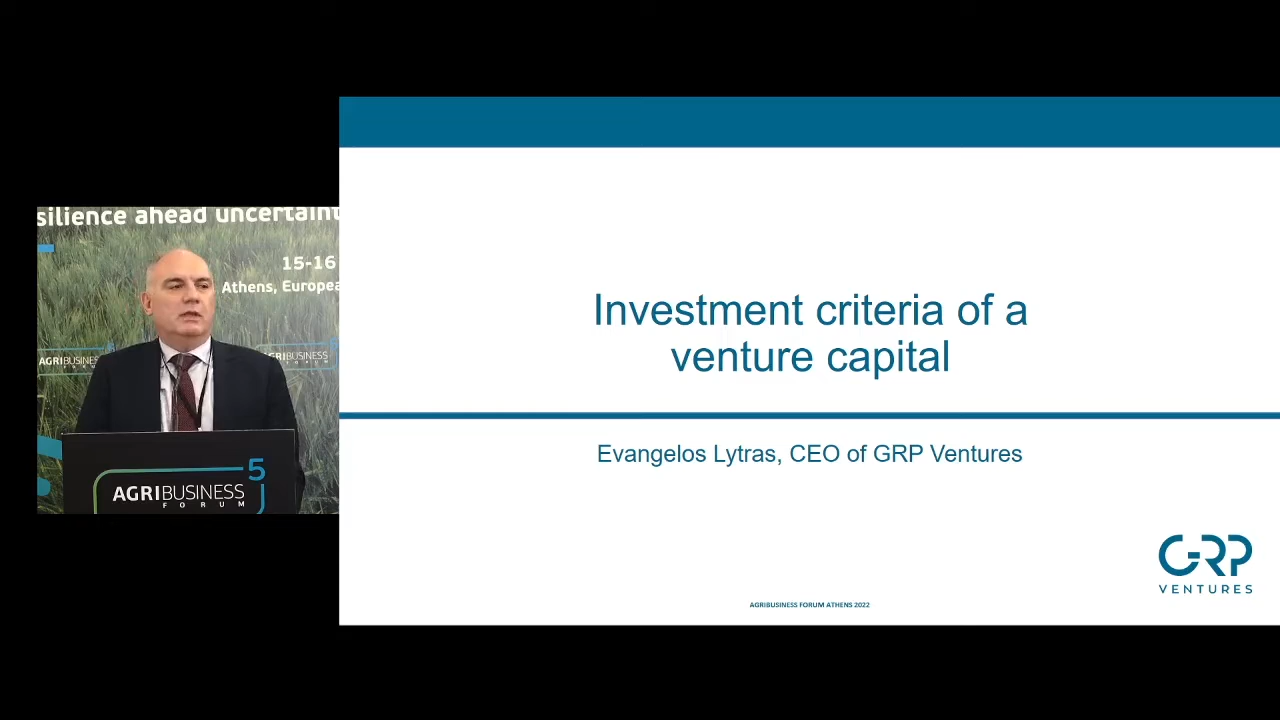 silience ahead uncertaint
15-16
Athens, Europea
AGRIBUSINESS
FORUM
AGRIBUSINESS
FORUM
5
AGRIBUSINESS
FORUM
Investment criteria of a
venture capital
Evangelos Lytras, CEO of GRP Ventures
GRP
VENTURES
AGRIBUSINESS FORUM ATHENS 2022